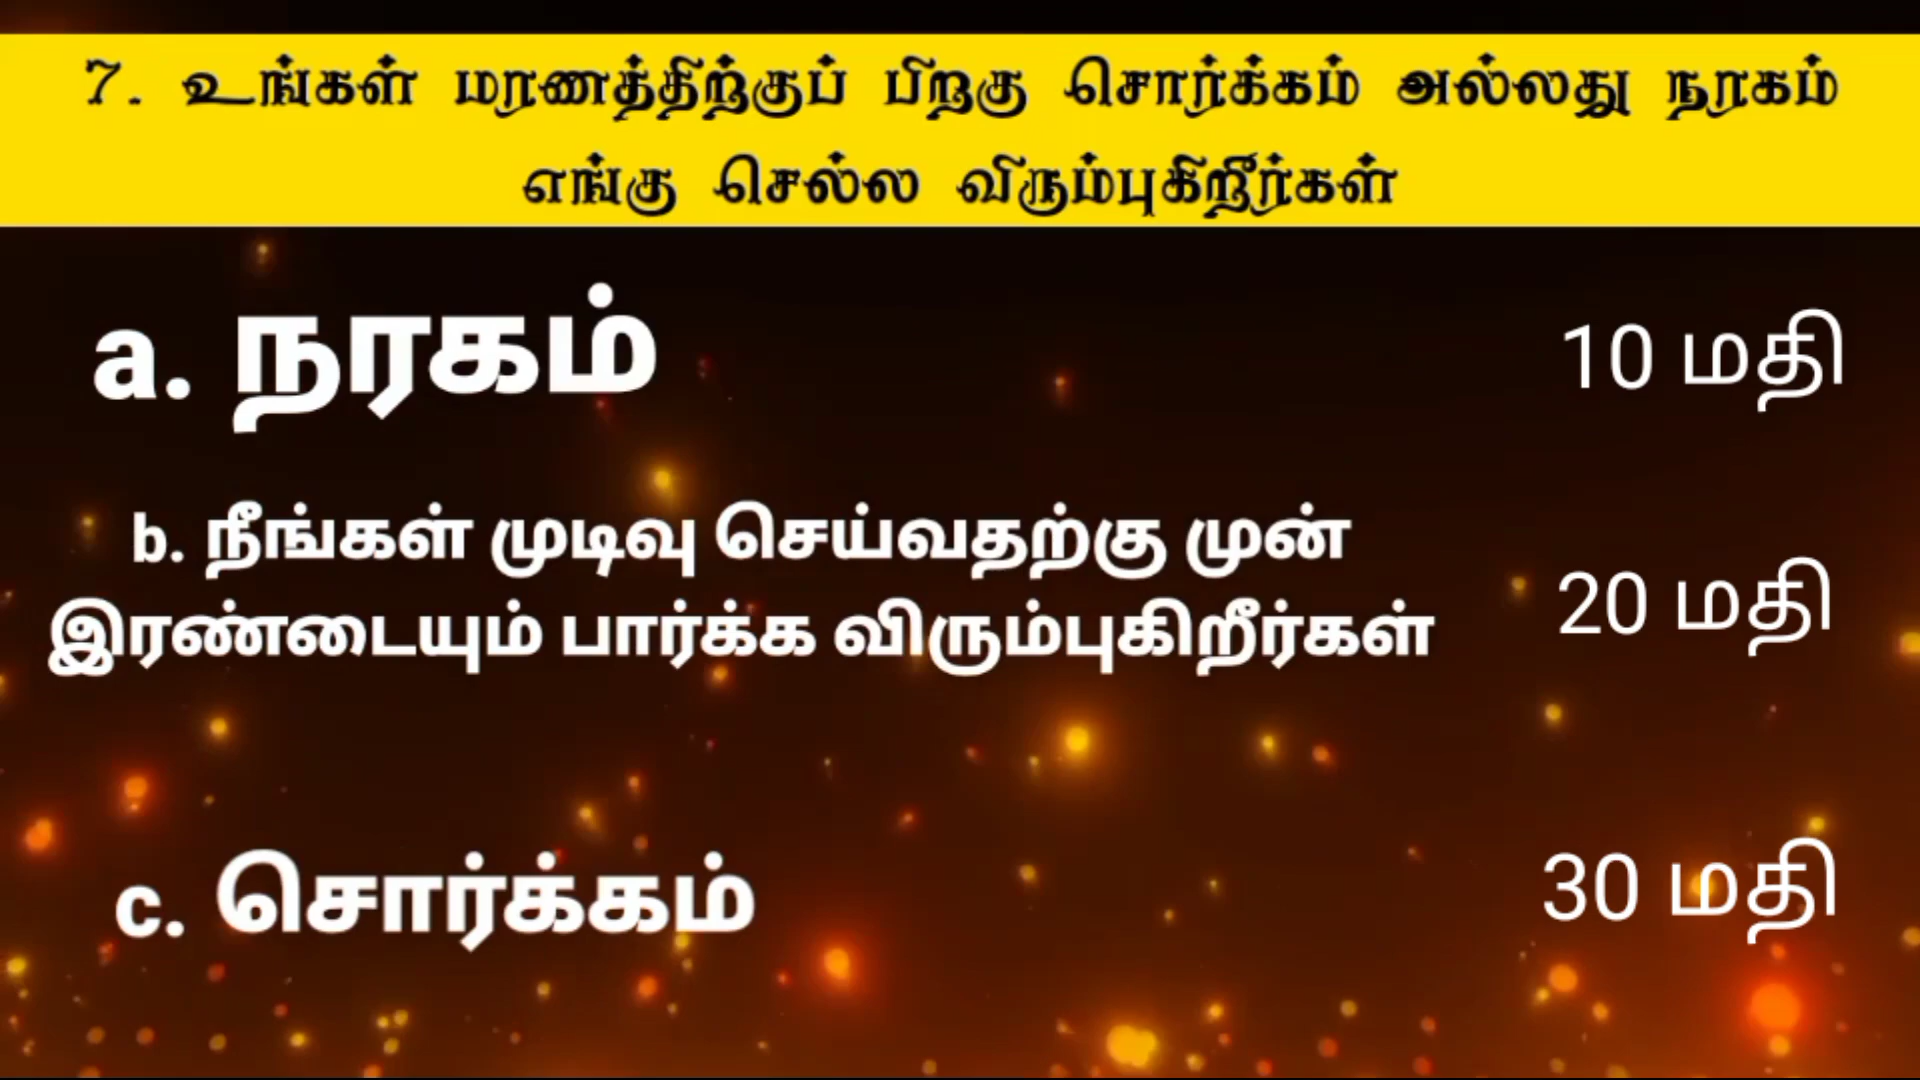 7. உங்கள் மரணத்திற்குப் பிறகு சொர்க்கம் அல்லது நரகம்
எங்கு செல்ல விரும்புகிறீர்கள்
a. நரகம்
10 மதி
b. நீங்கள் முடிவு செய்வதற்கு முன்
இரண்டையும் பார்க்க விரும்புகிறீர்கள்
20 மதி
c. சொர்க்கம்
30 மதி